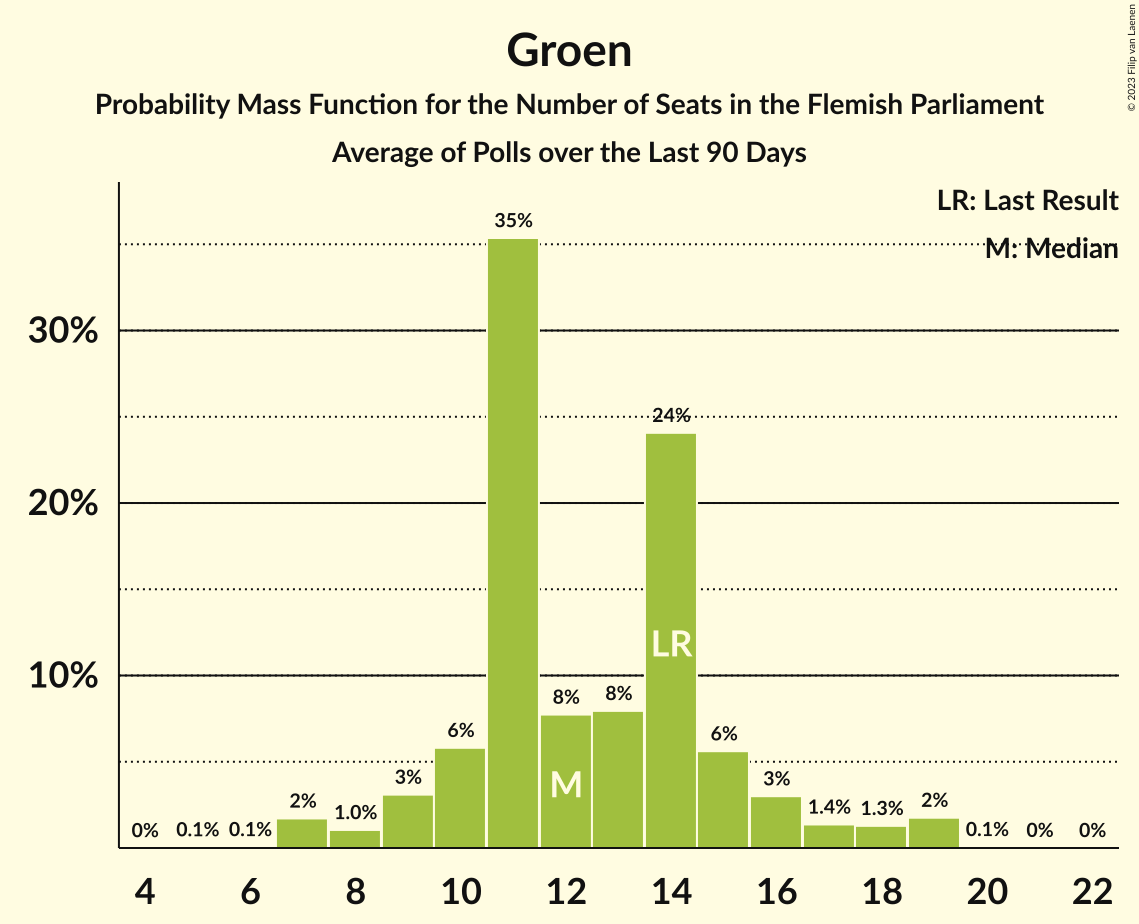 Groen
Probability Mass Function for the Number of Seats in the Flemish Parliament
Average of Polls over the Last 90 Days
© 2023 Filip van Laenen
LR: Last Result
M: Median
35%
30%
24%
20%
LR
10%
8%
8%
6%
6%
M
3%
3%
2%
1.0%
1.4%
1.3%
2%
0%
0.1%
0.1%
0.1%
0%
0%
4 6 8 10 12 14 16 18 20 22